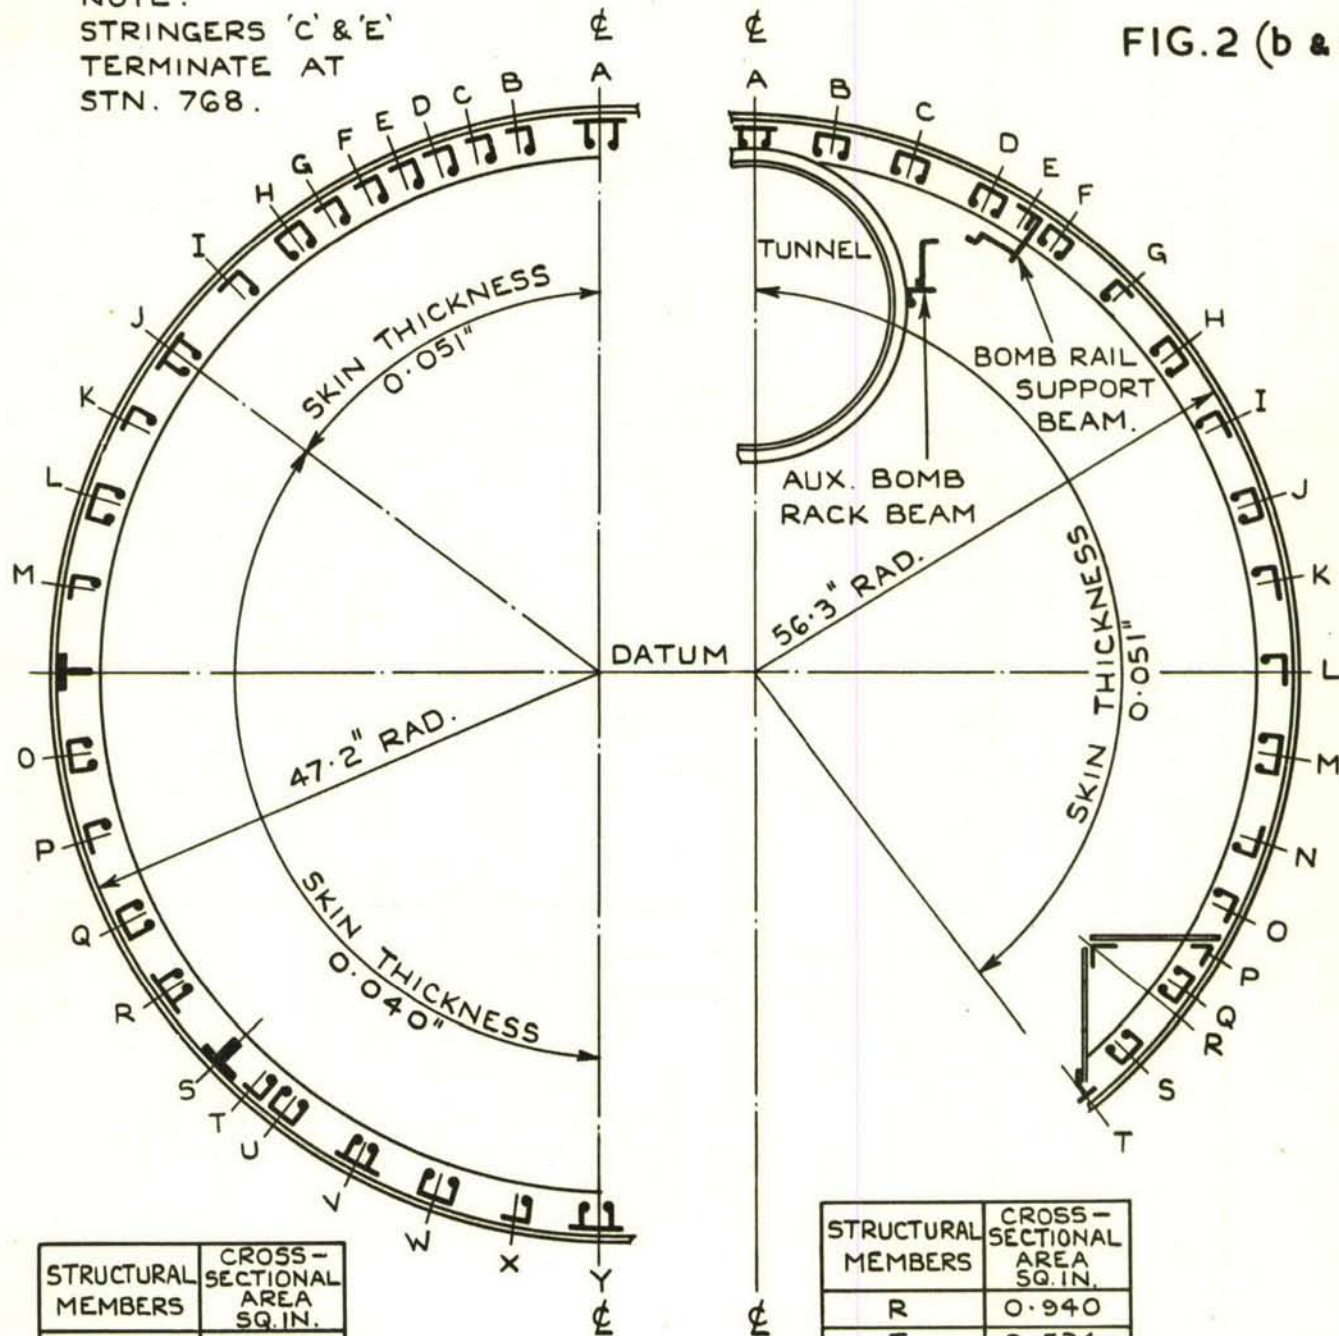 NOTE:
STRINGERS 'C' & 'E'
TERMINATE AT
STN. 768.
FIG.2 (b &
℄
A
B
C
D
E
F
G
H
I
J
K
L
M
O
P
Q
R
S
T
U
V
W
X
Y
℄
SKIN THICKNESS
0·051"
47·2" RAD.
SKIN THICKNESS
0·040"
DATUM
℄
A
B
C
D
E
F
G
H
I
J
K
L
M
N
O
P
Q
R
S
T
℄
TUNNEL
BOMB RAIL
SUPPORT
BEAM.
AUX. BOMB
RACK BEAM
56·3" RAD.
SKIN THICKNESS
0·051"
STRUCTURAL
MEMBERS
CROSS-
SECTIONAL
AREA
SQ.IN.
STRUCTURAL
MEMBERS
CROSS-
SECTIONAL
AREA
SQ.IN.
R 0·940